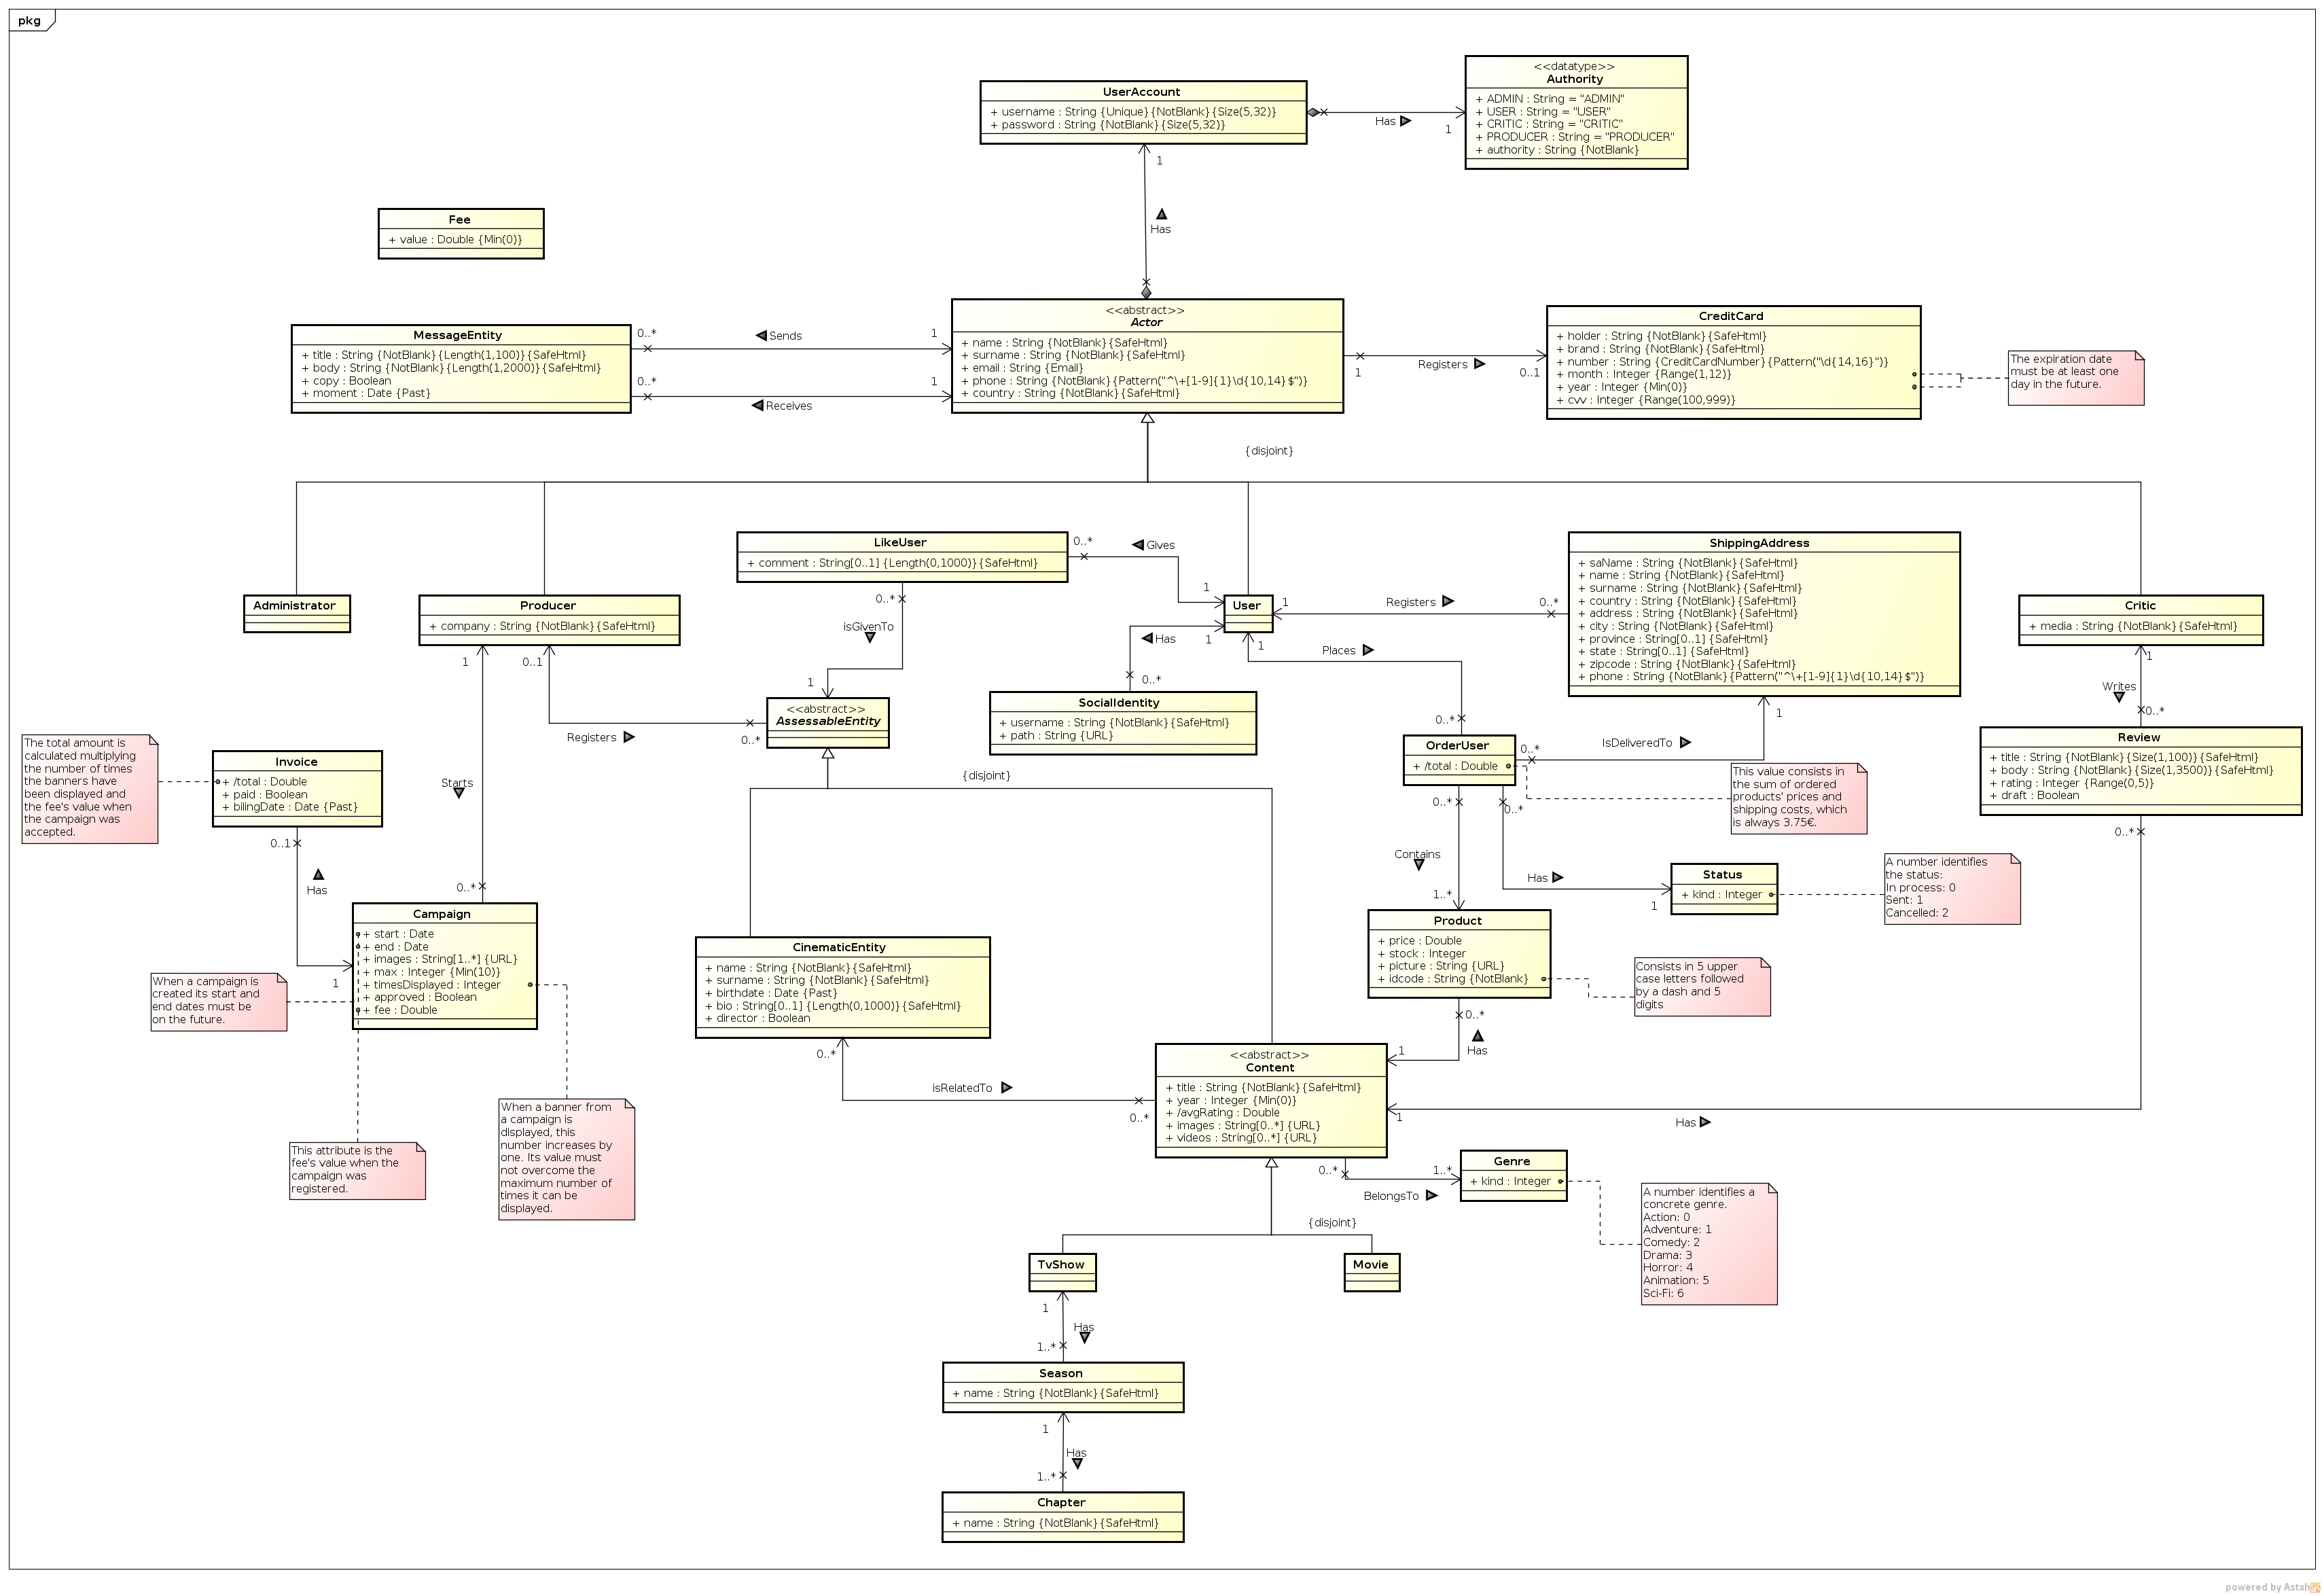 pkg
<<datatype>>
Authority
+ ADMIN : String = "ADMIN"
+ USER : String = "USER"
+ CRITIC : String = "CRITIC"
+ PRODUCER : String = "PRODUCER"
+ authority : String {NotBlank}
UserAccount
+ username : String {Unique}{NotBlank}{Size(5,32)}
+ password : String {NotBlank}{Size(5,32)}
Has
1
1
Has
Fee
+ value : Double {Min(0)}
MessageEntity
+ title : String {NotBlank}{Length(1,100)}{SafeHtml}
+ body : String {NotBlank}{Length(1,2000)}{SafeHtml}
+ copy : Boolean
+ moment : Date {Past}
0..*
Sends
1
0..*
1
Receives
<<abstract>>
Actor
+ name : String {NotBlank}{SafeHtml}
+ surname : String {NotBlank}{SafeHtml}
+ email : String {Email}
+ phone : String {NotBlank}{Pattern("^\+[1-9]{1}\d{10,14}$")}
+ country : String {NotBlank}{SafeHtml}
1
Registers
0..1
CreditCard
+ holder : String {NotBlank}{SafeHtml}
+ brand : String {NotBlank}{SafeHtml}
+ number : String {CreditCardNumber}{Pattern("\d{14,16}")}
+ month : Integer {Range(1,12)}
+ year : Integer {Min(0)}
+ cvv : Integer {Range(100,999)}
The expiration date
must be at least one
day in the future.
{disjoint}
Administrator
Producer
+ company : String {NotBlank}{SafeHtml}
LikeUser
+ comment : String[0..1] {Length(0,1000)}{SafeHtml}
0..*
Gives
1
0..*
isGivenTo
1
User
1
Registers
0..*
Has
1
0..*
1
Places
0..*
ShippingAddress
+ saName : String {NotBlank}{SafeHtml}
+ name : String {NotBlank}{SafeHtml}
+ surname : String {NotBlank}{SafeHtml}
+ country : String {NotBlank}{SafeHtml}
+ address : String {NotBlank}{SafeHtml}
+ city : String {NotBlank}{SafeHtml}
+ province : String[0..1] {SafeHtml}
+ state : String[0..1] {SafeHtml}
+ zipcode : String {NotBlank}{SafeHtml}
+ phone : String {NotBlank}{Pattern("^\+[1-9]{1}\d{10,14}$")}
Critic
+ media : String {NotBlank}{SafeHtml}
1
Writes
0..*
1
0..1
Registers
0..*
<<abstract>>
AssessableEntity
SocialIdentity
+ username : String {NotBlank}{SafeHtml}
+ path : String {URL}
OrderUser
+ /total : Double
0..*
IsDeliveredTo
1
This value consists in
the sum of ordered
products' prices and
shipping costs, which
is always 3.75€.
Review
+ title : String {NotBlank}{Size(1,100)}{SafeHtml}
+ body : String {NotBlank}{Size(1,3500)}{SafeHtml}
+ rating : Integer {Range(0,5)}
+ draft : Boolean
0..*
The total amount is
calculated multiplying
the number of times
the banners have
been displayed and
the fee's value when
the campaign was
accepted.
Invoice
+ /total : Double
+ paid : Boolean
+ bilingDate : Date {Past}
0..1
Has
1
Starts
0..*
{disjoint}
0..*
0..*
Contains
1..*
Has
1
Status
+ kind : Integer
A number identifies
the status:
In process: 0
Sent: 1
Cancelled: 2
Campaign
+ start : Date
+ end : Date
+ images : String[1..*] {URL}
+ max : Integer {Min(10)}
+ timesDisplayed : Integer
+ approved : Boolean
+ fee : Double
When a campaign is
created its start and
end dates must be
on the future.
This attribute is the
fee's value when the
campaign was
registered.
When a banner from
a campaign is
displayed, this
number increases by
one. Its value must
not overcome the
maximum number of
times it can be
displayed.
CinematicEntity
+ name : String {NotBlank}{SafeHtml}
+ surname : String {NotBlank}{SafeHtml}
+ birthdate : Date {Past}
+ bio : String[0..1] {Length(0,1000)}{SafeHtml}
+ director : Boolean
0..*
isRelatedTo
0..*
Product
+ price : Double
+ stock : Integer
+ picture : String {URL}
+ idcode : String {NotBlank}
Consists in 5 upper
case letters followed
by a dash and 5
digits
0..*
Has
1
<<abstract>>
Content
+ title : String {NotBlank}{SafeHtml}
+ year : Integer {Min(0)}
+ /avgRating : Double
+ images : String[0..*] {URL}
+ videos : String[0..*] {URL}
1
Has
0..*
1..*
BelongsTo
Genre
+ kind : Integer
A number identifies a
concrete genre.
Action: 0
Adventure: 1
Comedy: 2
Drama: 3
Horror: 4
Animation: 5
Sci-Fi: 6
{disjoint}
TvShow
Movie
1
Has
1..*
Season
+ name : String {NotBlank}{SafeHtml}
1
Has
1..*
Chapter
+ name : String {NotBlank}{SafeHtml}
powered by Astah